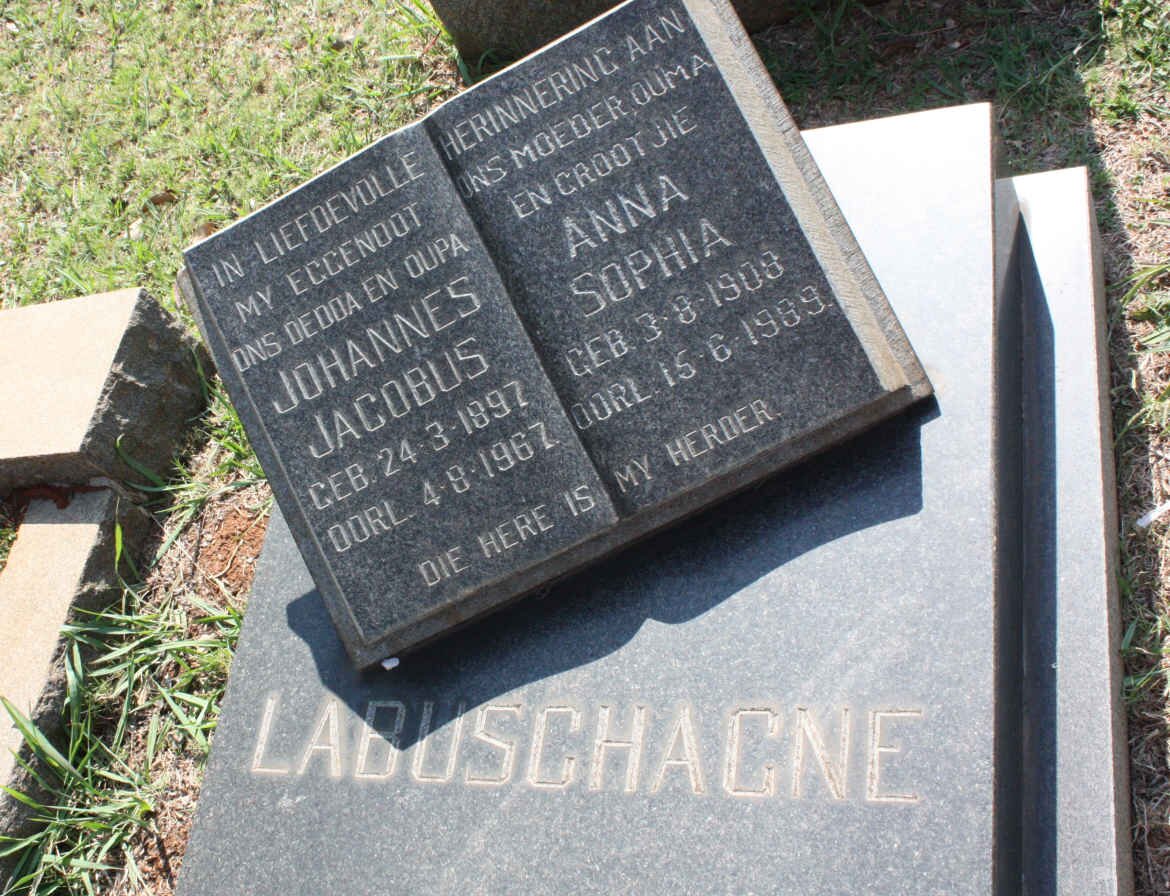 IN LIEFDEVOLLE HERINNERING AAN
MY EGGENOOT
ONS DEDDA EN OUPA
JOHANNES
JACOBUS
GEB. 24·3·1897
OORL. 4·8·1967
ONS MOEDER OUMA
EN GROOTJIE
ANNA
SOPHIA
GEB. 3·8·1908
OORL. 15·6·1989.
DIE HERE IS MY HERDER.
LABUSCHAGNE